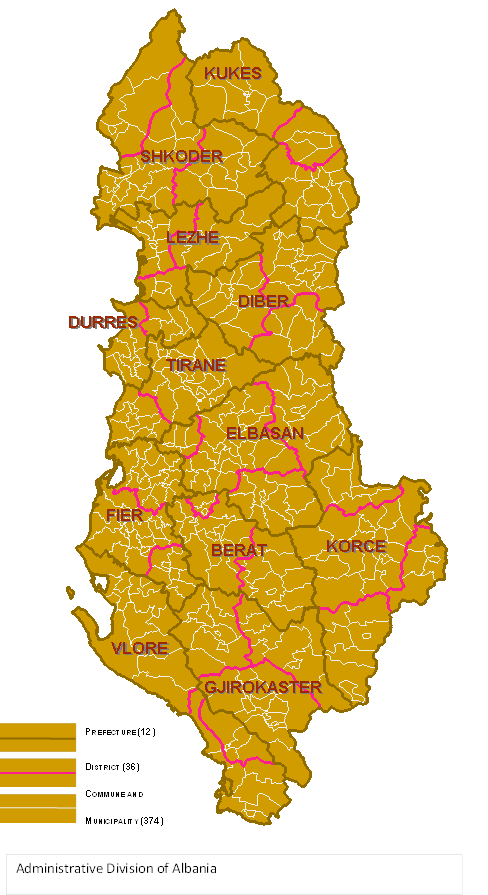 KUKES
SHKODER
LEZHE
DIBER
DURRES
TIRANE
ELBASAN
FIER
BERAT
KORCE
VLORE
GJIROKASTER
PREFECTURE (12)
DISTRICT (36)
COMMUNE AND
MUNICIPALITY (374)
Administrative Division of Albania